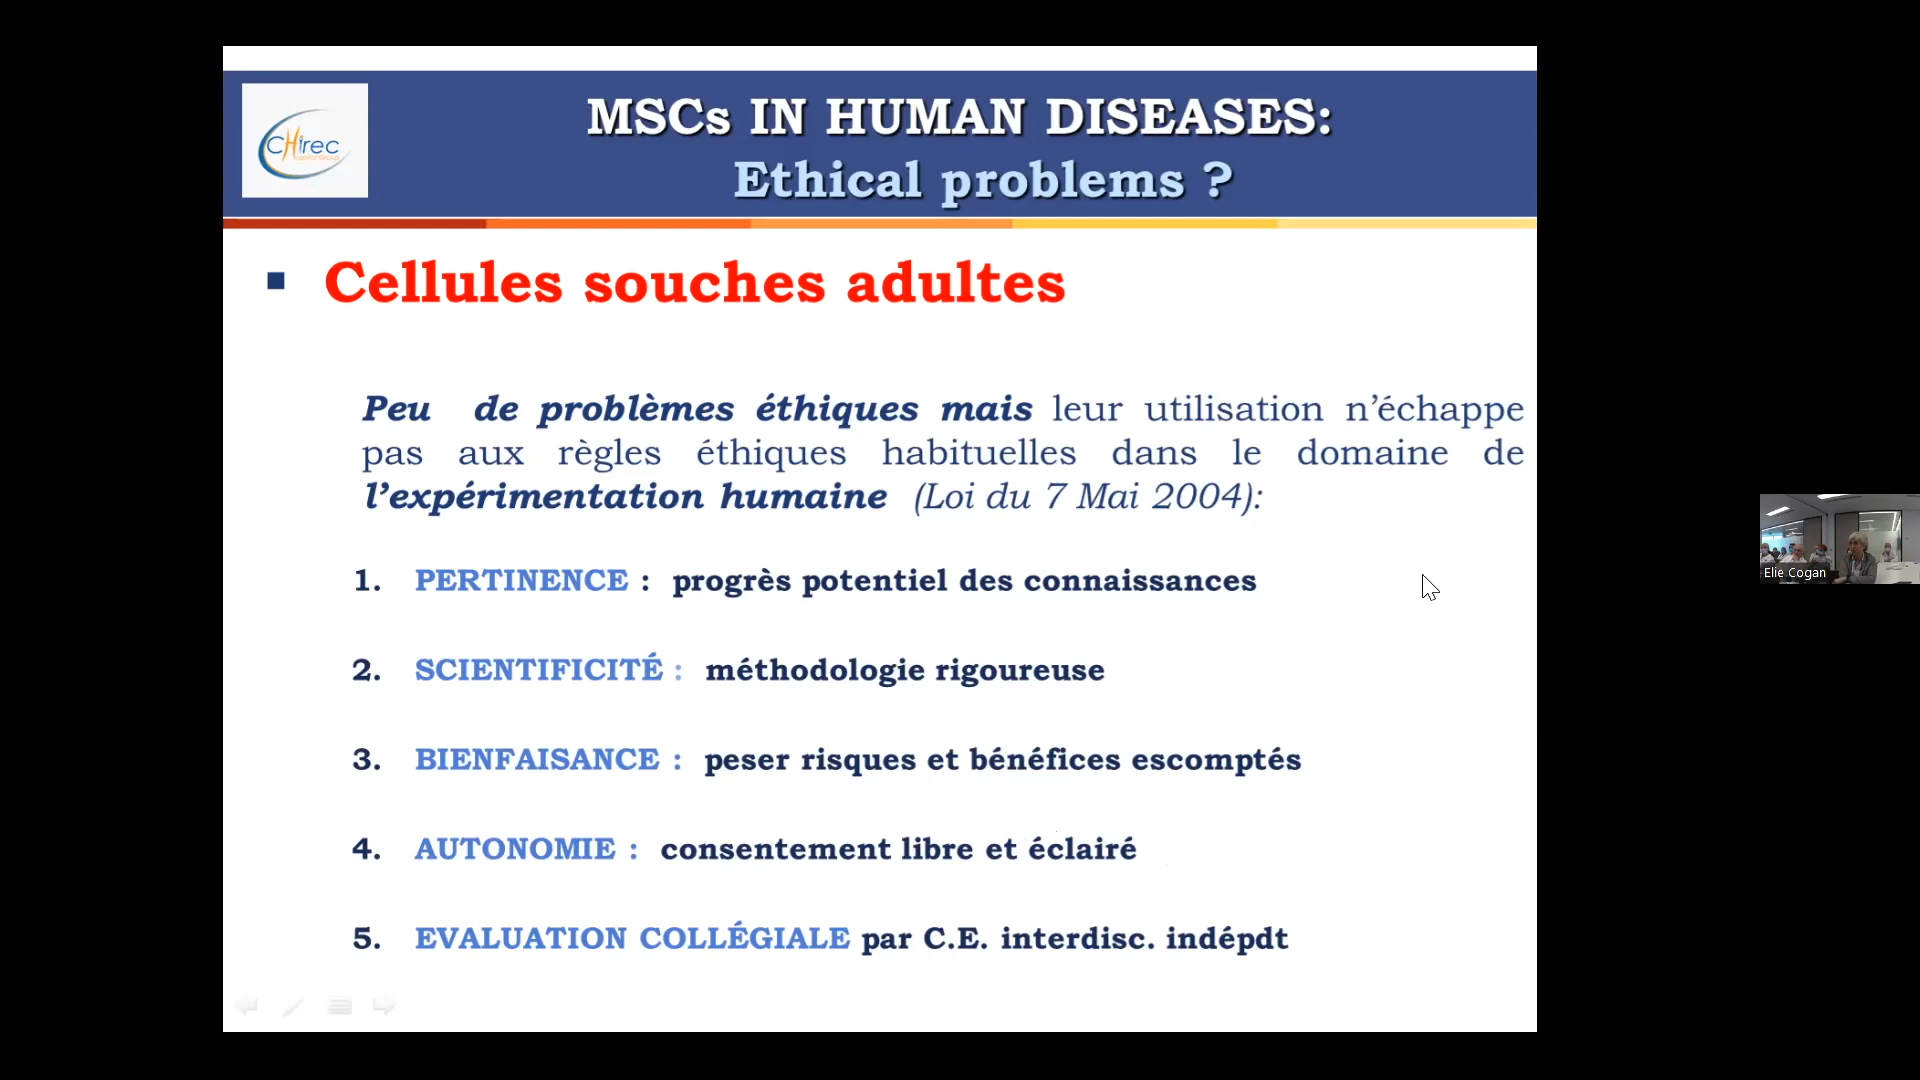 CHirec
MSCs IN HUMAN DISEASES:
Ethical problems ?
▪ Cellules souches adultes
Peu de problèmes éthiques mais leur utilisation n’échappe
pas aux règles éthiques habituelles dans le domaine de
l’expérimentation humaine (Loi du 7 Mai 2004):
1. PERTINENCE : progrès potentiel des connaissances
2. SCIENTIFICITÉ : méthodologie rigoureuse
3. BIENFAISANCE : peser risques et bénéfices escomptés
4. AUTONOMIE : consentement libre et éclairé
5. EVALUATION COLLÉGIALE par C.E. interdisc. indépdt
Elie Cogan